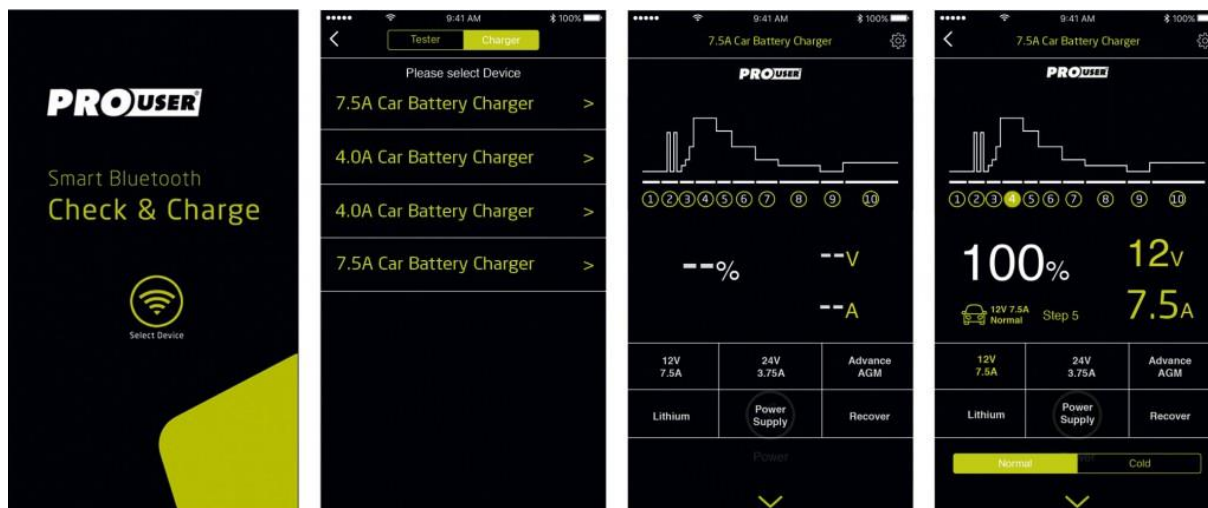 PROUSER®
Smart Bluetooth
Check & Charge
Select Device
9:41 AM
100%
Tester
Charger
Please select Device
7.5A Car Battery Charger >
4.0A Car Battery Charger >
4.0A Car Battery Charger >
7.5A Car Battery Charger >
9:41 AM
100%
7.5A Car Battery Charger
PROUSER
1 2 3 4 5 6 7 8 9 10
--%
--V
--A
12V
7.5A
24V
3.75A
Advance
AGM
Lithium
Power
Supply
Recover
Power
9:41 AM
100%
7.5A Car Battery Charger
PROUSER
1 2 3 4 5 6 7 8 9 10
100%
12V
7.5A
12V 7.5A
Normal
Step 5
12V
7.5A
24V
3.75A
Advance
AGM
Lithium
Power
Supply
Recover
Normal
Cold